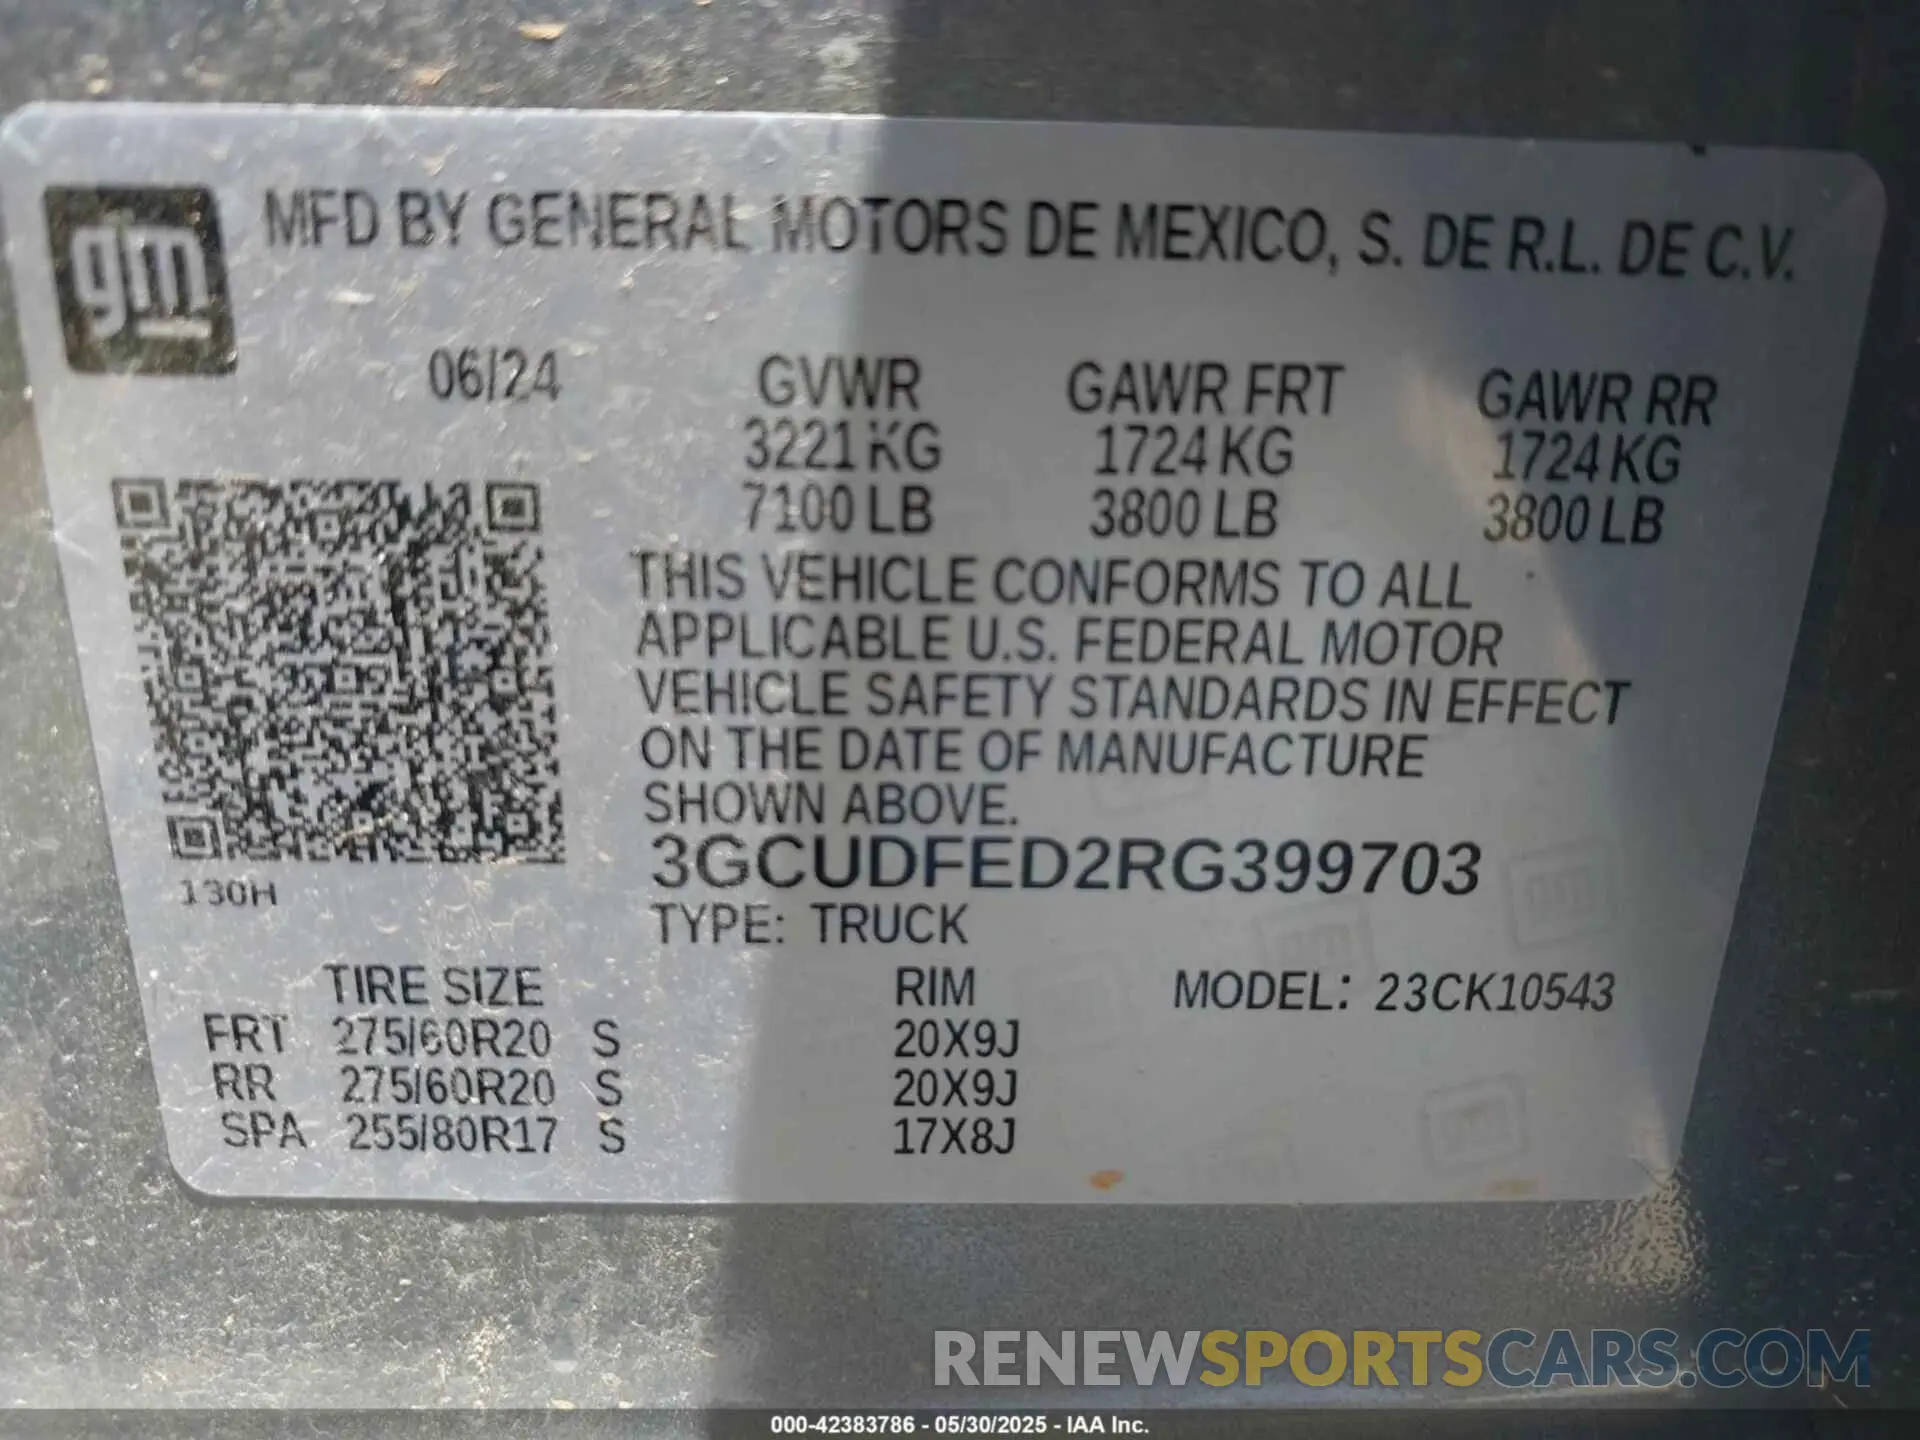 gm
MFD BY GENERAL MOTORS DE MEXICO, S. DE R.L. DE C.V.
06/24 GVWR GAWR FRT GAWR RR
3221 KG 1724 KG 1724 KG
7100 LB 3800 LB 3800 LB
THIS VEHICLE CONFORMS TO ALL
APPLICABLE U.S. FEDERAL MOTOR
VEHICLE SAFETY STANDARDS IN EFFECT
ON THE DATE OF MANUFACTURE
SHOWN ABOVE.
3GCUDFED2RG399703
130H
TYPE: TRUCK
TIRE SIZE RIM MODEL: 23CK10543
FRT 275/60R20 S 20X9J
RR 275/60R20 S 20X9J
SPA 255/80R17 S 17X8J
RENEWSPORTSCARS.COM
000-42383786 - 05/30/2025 - IAA Inc.